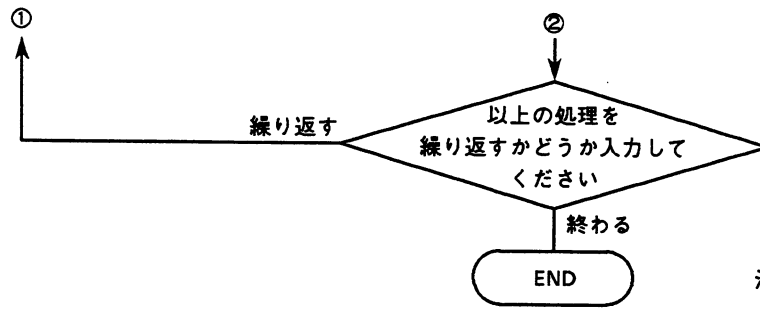 ①
②
繰り返す
以上の処理を
繰り返すかどうか入力して
ください
終わる
END